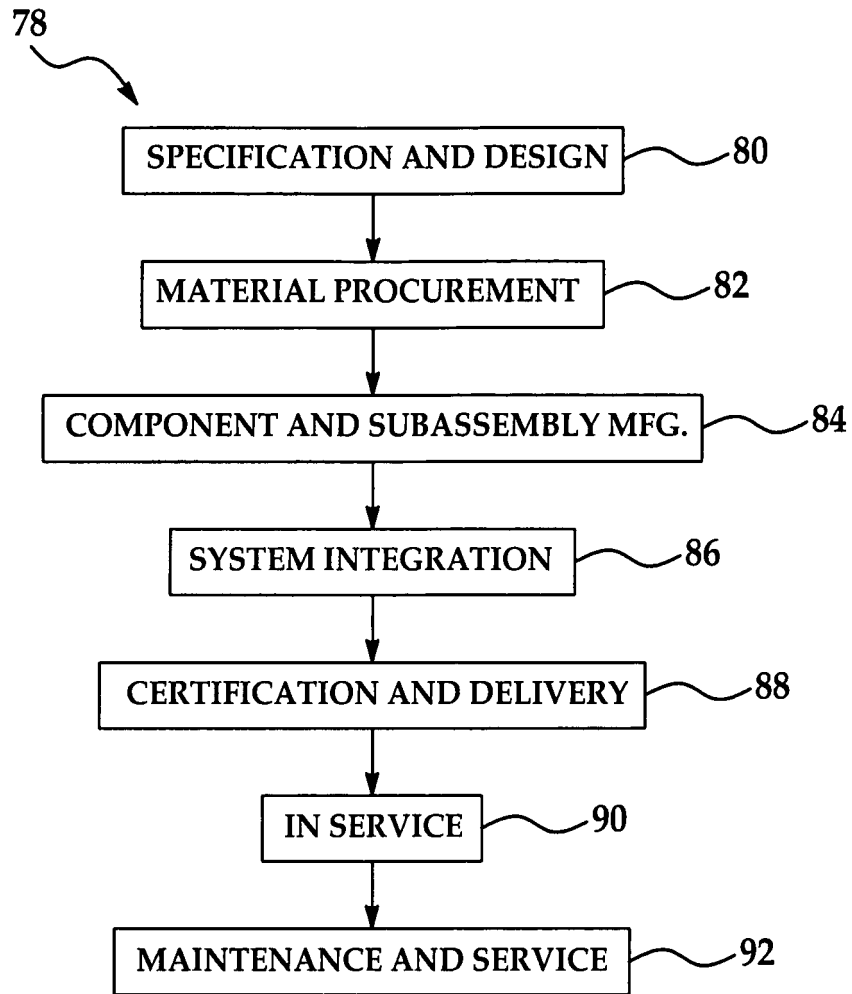 78
SPECIFICATION AND DESIGN
80
MATERIAL PROCUREMENT
82
COMPONENT AND SUBASSEMBLY MFG.
84
SYSTEM INTEGRATION
86
CERTIFICATION AND DELIVERY
88
IN SERVICE
90
MAINTENANCE AND SERVICE
92